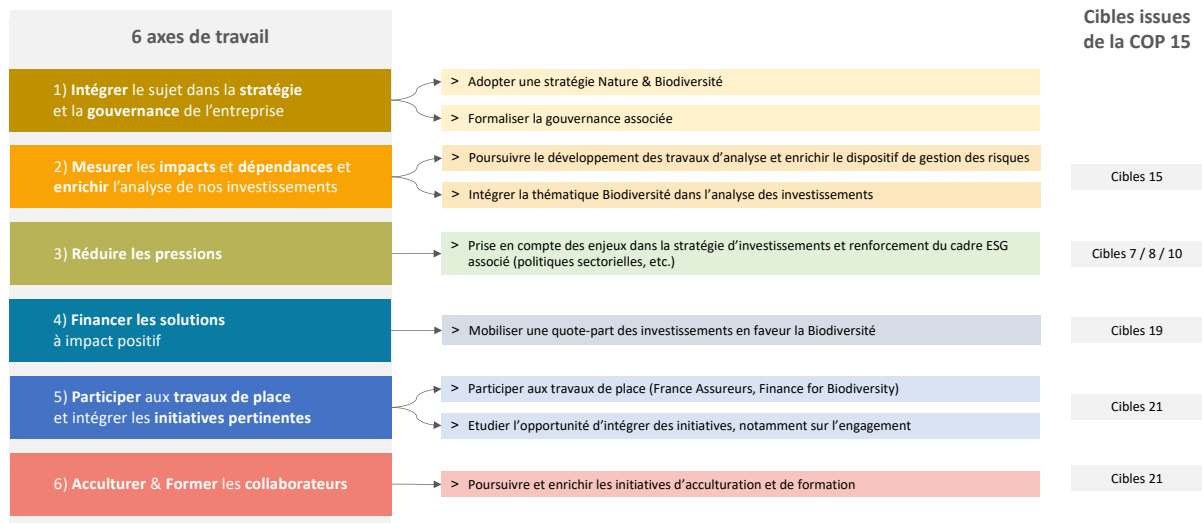 6 axes de travail
Cibles issues
de la COP 15
1) Intégrer le sujet dans la stratégie
et la gouvernance de l'entreprise
> Adopter une stratégie Nature & Biodiversité
> Formaliser la gouvernance associée
2) Mesurer les impacts et dépendances et
enrichir l'analyse de nos investissements
> Poursuivre le développement des travaux d'analyse et enrichir le dispositif de gestion des risques
> Intégrer la thématique Biodiversité dans l'analyse des investissements
Cibles 15
3) Réduire les pressions
> Prise en compte des enjeux dans la stratégie d'investissements et renforcement du cadre ESG
associé (politiques sectorielles, etc.)
Cibles 7 / 8 / 10
4) Financer les solutions
à impact positif
> Mobiliser une quote-part des investissements en faveur la Biodiversité
Cibles 19
5) Participer aux travaux de place
et intégrer les initiatives pertinentes
> Participer aux travaux de place (France Assureurs, Finance for Biodiversity)
> Etudier l'opportunité d'intégrer des initiatives, notamment sur l'engagement
Cibles 21
6) Acculturer & Former les collaborateurs
> Poursuivre et enrichir les initiatives d'acculturation et de formation
Cibles 21